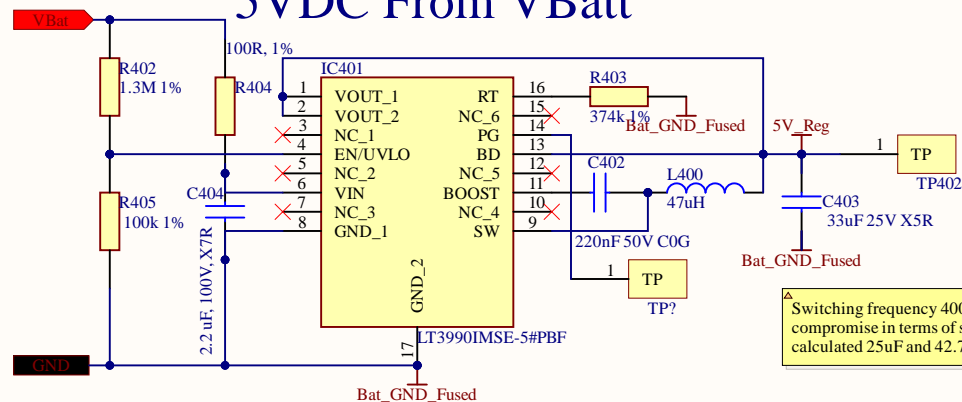 5VDC From VBatt
VBat
100R, 1%
R402
1.3M 1%
R404
IC401
1
VOUT_1
2
VOUT_2
3
NC_1
4
EN/UVLO
5
NC_2
6
VIN
7
NC_3
8
GND_1
RT
16
NC_6
15
PG
14
BD
13
NC_5
12
BOOST
11
NC_4
10
SW
9
GND_2
17
LT3990IMSE-5#PBF
R403
374k 1%
Bat_GND_Fused
5V_Reg
1
TP
TP402
C402
220nF 50V C0G
L400
47uH
C403
33uF 25V X5R
Bat_GND_Fused
1
TP
TP?
R405
100k 1%
C404
2.2 uF, 100V, X7R
GND
Bat_GND_Fused
Switching frequency 400
compromise in terms of s
calculated 25uF and 42.7